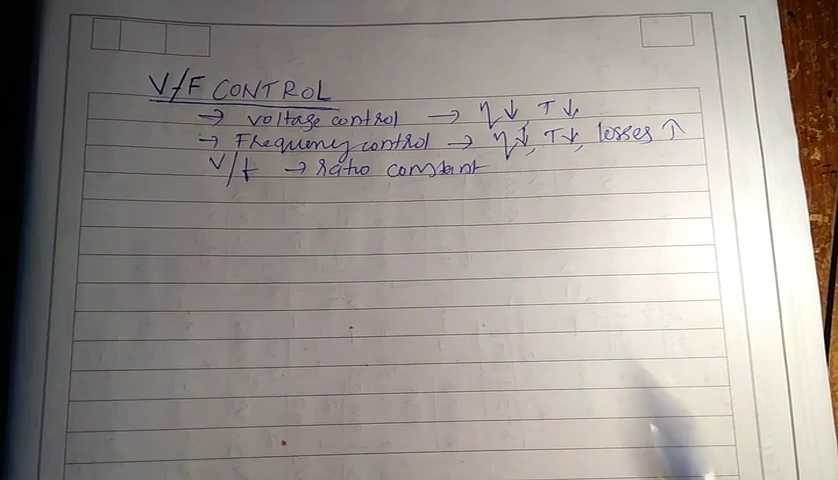 V/F CONTROL
→ voltage control → η↓, T↓,
→ Frequency control → η↓, T↓, losses ↑
V/f → ratio constant